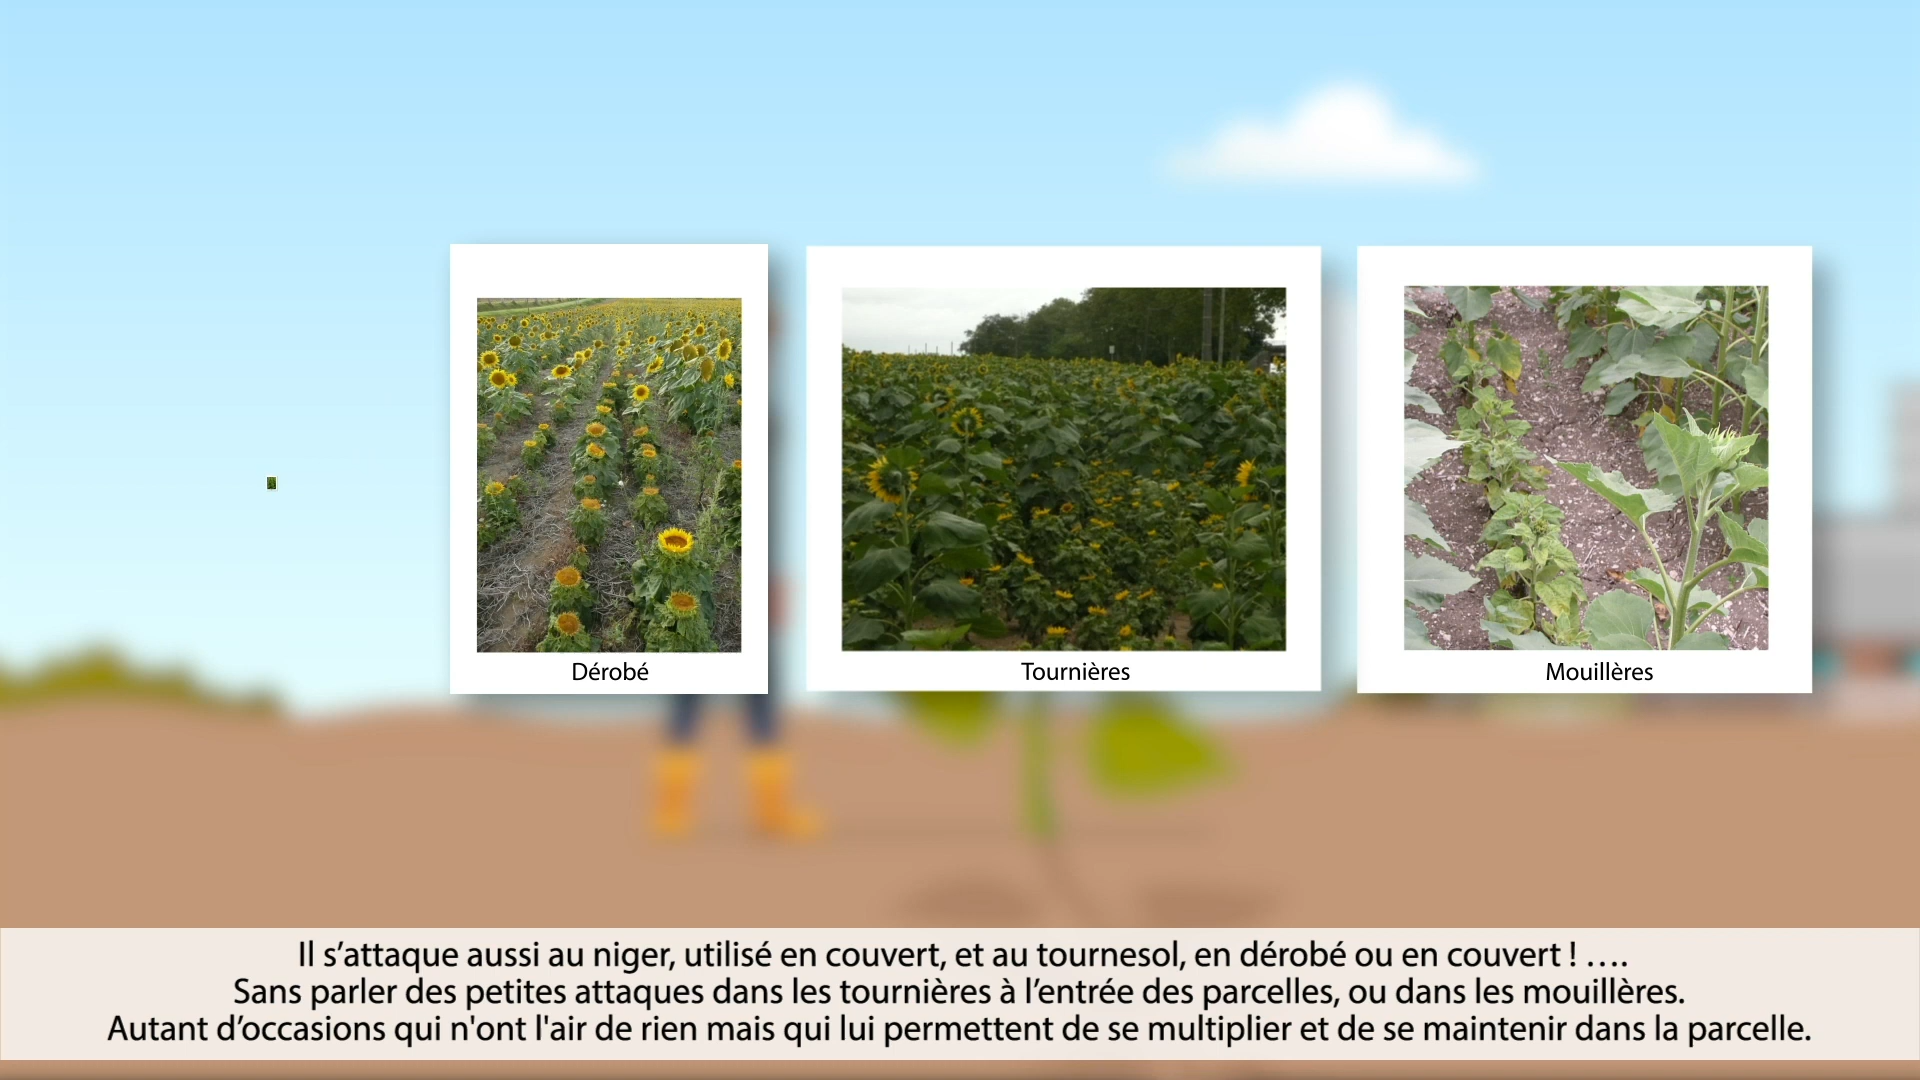 Dérobé
Tournières
Mouillères
Il s’attaque aussi au niger, utilisé en couvert, et au tournesol, en dérobé ou en couvert ! ….
Sans parler des petites attaques dans les tournières à l’entrée des parcelles, ou dans les mouillères.
Autant d’occasions qui n'ont l'air de rien mais qui lui permettent de se multiplier et de se maintenir dans la parcelle.